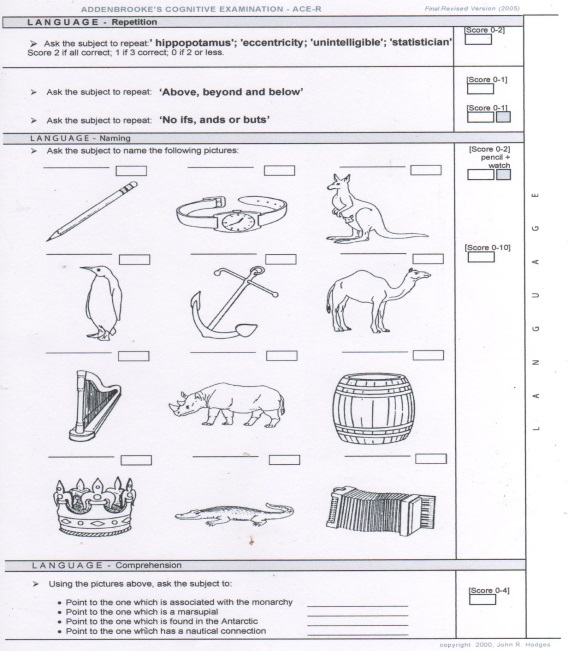 ADDENBROOKE'S COGNITIVE EXAMINATION - ACE-R
Final Revised Version (2005)
LANGUAGE - Repetition
➢ Ask the subject to repeat:' hippopotamus'; 'eccentricity; 'unintelligible'; 'statistician'
Score 2 if all correct; 1 if 3 correct; 0 if 2 or less.
[Score 0-2]
➢ Ask the subject to repeat: 'Above, beyond and below'
[Score 0-1]
➢ Ask the subject to repeat: 'No ifs, ands or buts'
[Score 0-1]
LANGUAGE - Naming
➢ Ask the subject to name the following pictures:
[Score 0-2]
pencil +
watch
[Score 0-10]
LANGUAGE
LANGUAGE - Comprehension
➢ Using the pictures above, ask the subject to:
• Point to the one which is associated with the monarchy
• Point to the one which is a marsupial
• Point to the one which is found in the Antarctic
• Point to the one which has a nautical connection
[Score 0-4]
copyright 2000, John R. Hodges